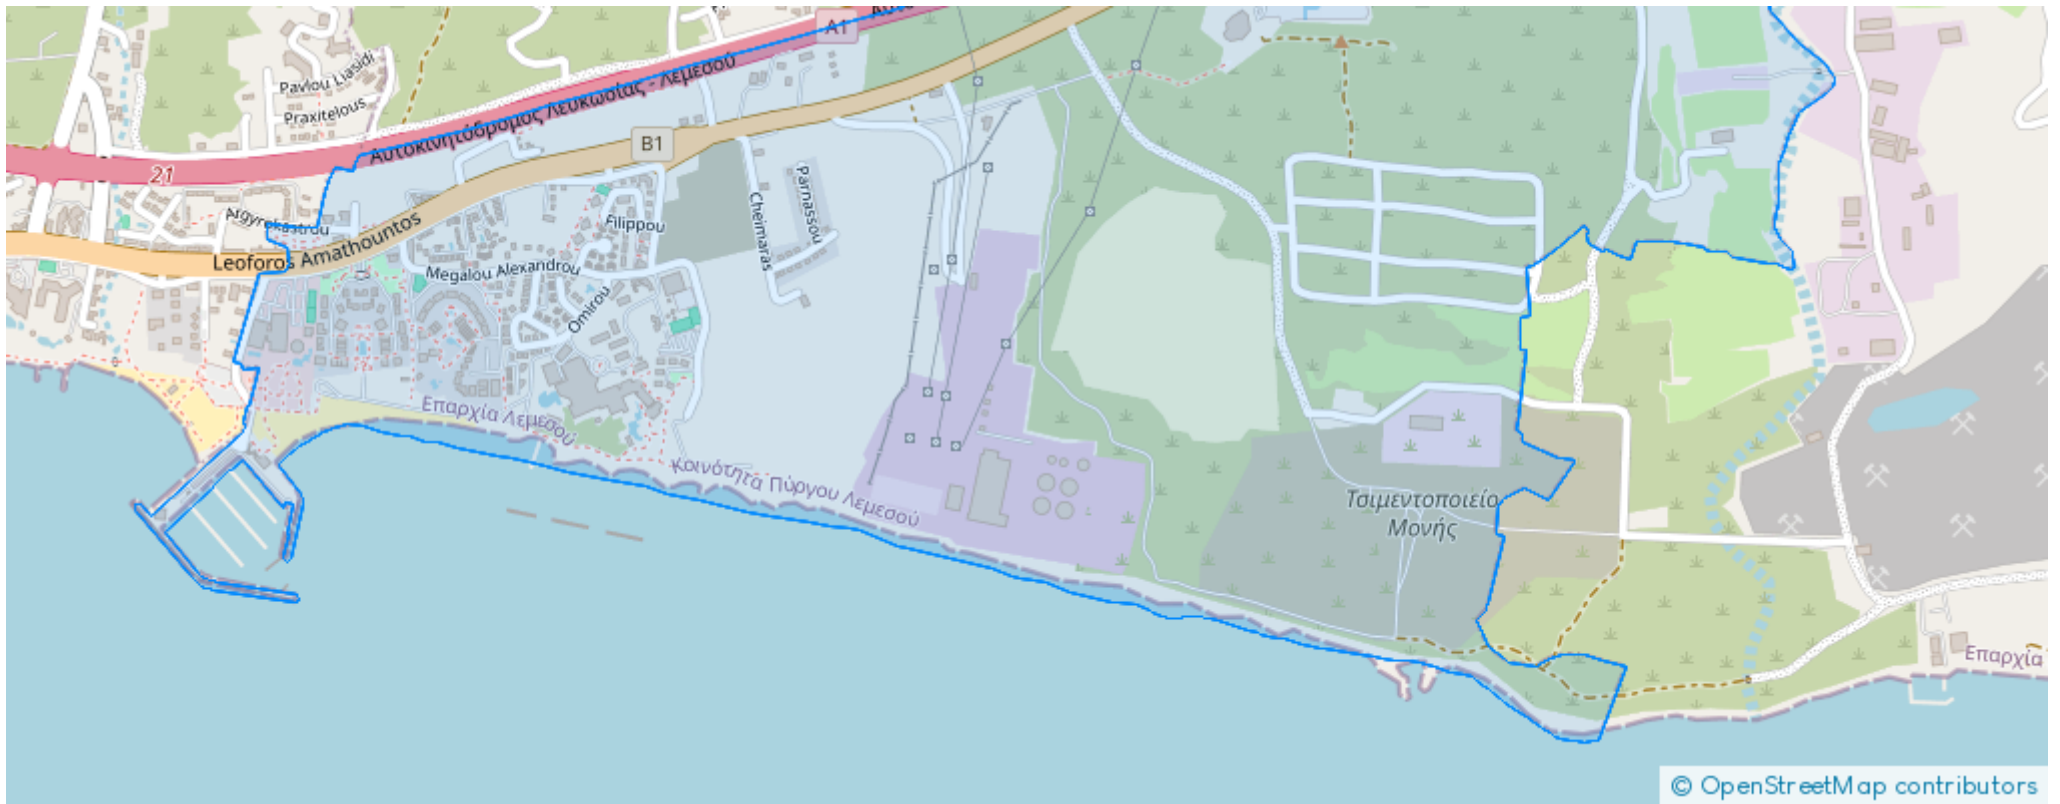 A1
Pavlou Liasidi
Praxitelous
Αυτοκινητόδρομος Λευκωσίας - Λεμεσού
B1
21
Parnassou
Cheimaras
Argyrokastrou
Filippou
Leoforos Amathountos
Megalou Alexandrou
Omirou
Επαρχία Λεμεσού
Κοινότητα Πύργου Λεμεσού
Τσιμεντοποιείο
Μονής
Επαρχία
© OpenStreetMap contributors